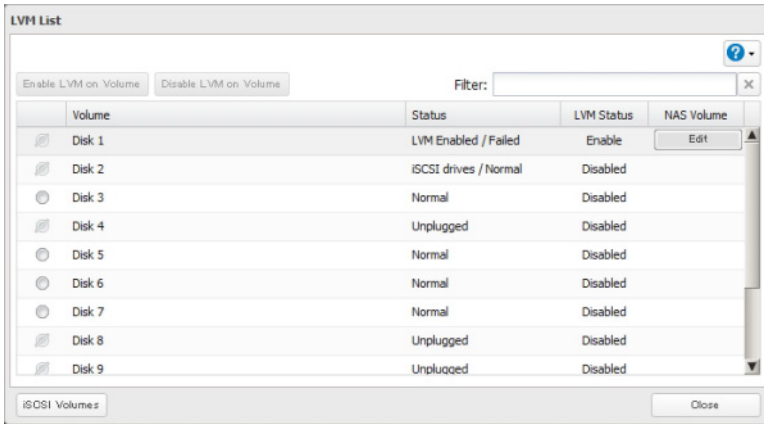 LVM List
?
Enable LVM on Volume Disable LVM on Volume Filter:
Volume Status LVM Status NAS Volume
Disk 1 LVM Enabled / Failed Enable Edit
Disk 2 iSCSI drives / Normal Disabled
Disk 3 Normal Disabled
Disk 4 Unplugged Disabled
Disk 5 Normal Disabled
Disk 6 Normal Disabled
Disk 7 Normal Disabled
Disk 8 Unplugged Disabled
Disk 9 Unplugged Disabled
iSCSI Volumes Close